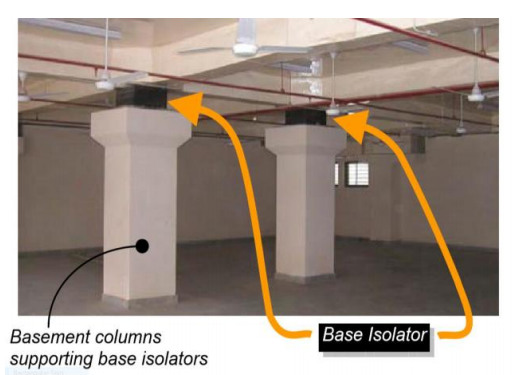 Base Isolator
Basement columns
supporting base isolators